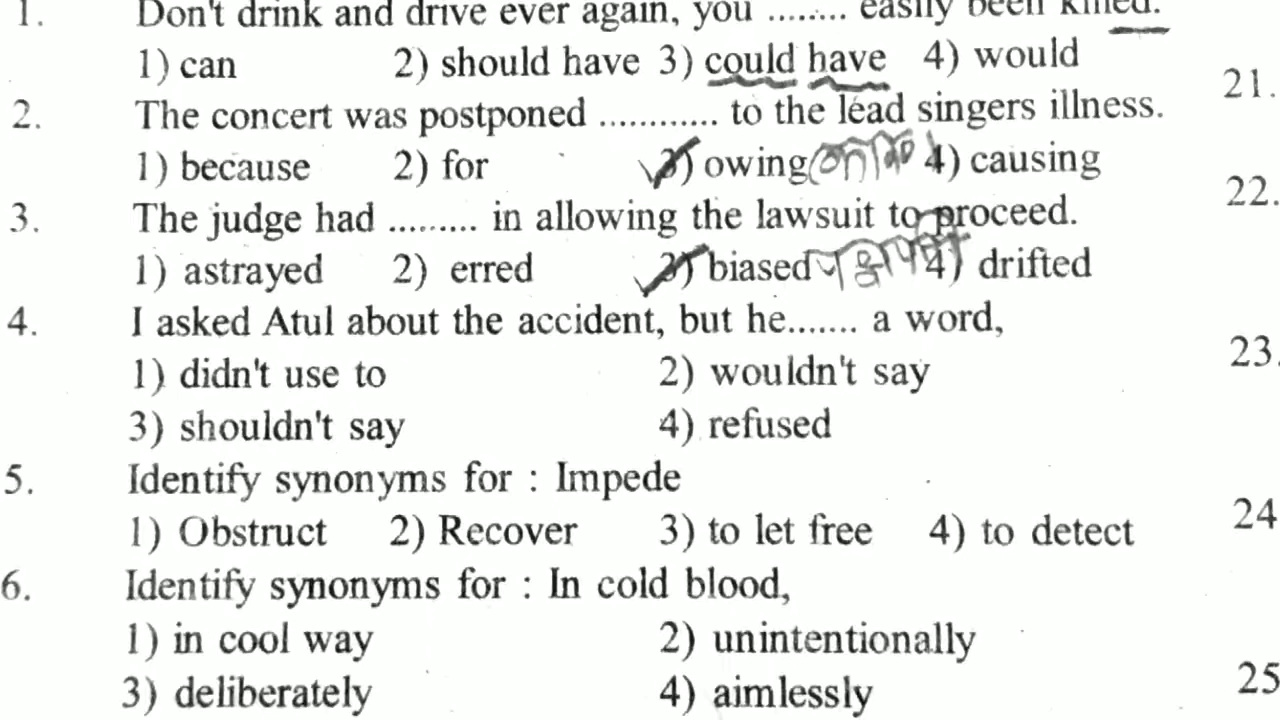 1. Don't drink and drive ever again, you ........ easily been killed.
1) can 2) should have 3) could have 4) would
21.
2. The concert was postponed ............ to the lead singers illness.
1) because 2) for 3) owing 4) causing
22.
3. The judge had ......... in allowing the lawsuit to proceed.
1) astrayed 2) erred 3) biased 4) drifted
4. I asked Atul about the accident, but he....... a word,
23.
1) didn't use to 2) wouldn't say
3) shouldn't say 4) refused
5. Identify synonyms for : Impede
24
1) Obstruct 2) Recover 3) to let free 4) to detect
6. Identify synonyms for : In cold blood,
1) in cool way 2) unintentionally
25
3) deliberately 4) aimlessly